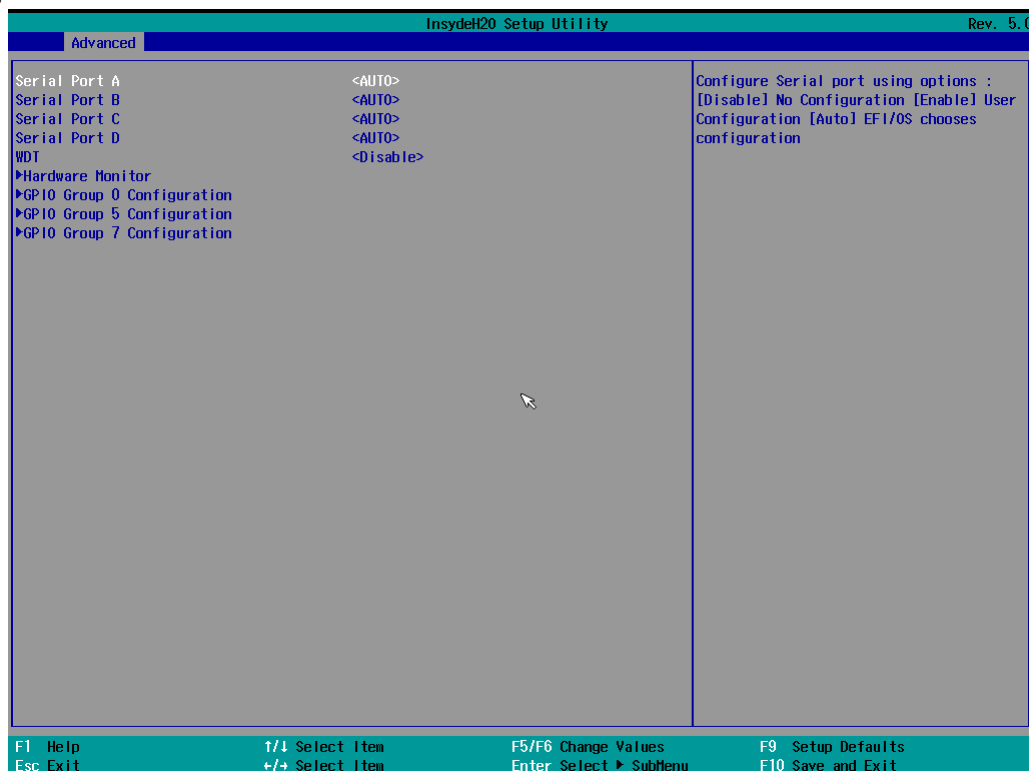 InsydeH20 Setup Utility Rev. 5.0
Advanced
Serial Port A <AUTO>
Serial Port B <AUTO>
Serial Port C <AUTO>
Serial Port D <AUTO>
WDT <Disable>
▶Hardware Monitor
▶GPIO Group 0 Configuration
▶GPIO Group 5 Configuration
▶GPIO Group 7 Configuration
Configure Serial port using options :
[Disable] No Configuration [Enable] User
Configuration [Auto] EFI/OS chooses
configuration
F1 Help ↑/↓ Select Item F5/F6 Change Values F9 Setup Defaults
Esc Exit ←/→ Select Item Enter Select ▶ SubMenu F10 Save and Exit